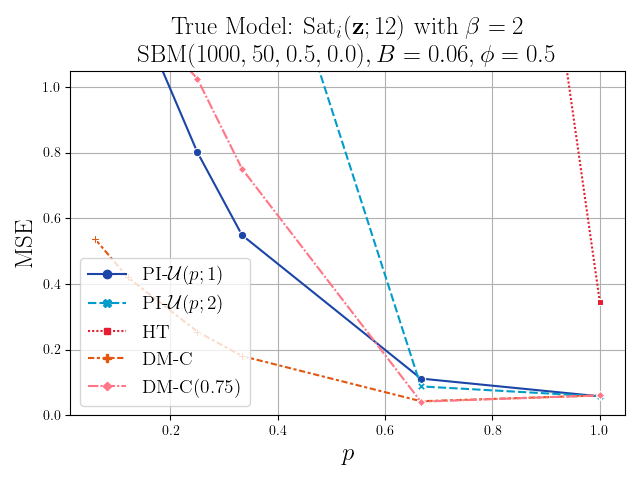 True Model: Sat_i(𝐳; 12) with β = 2
SBM(1000, 50, 0.5, 0.0), B = 0.06, ϕ = 0.5
1.0
0.8
0.6
0.4
0.2
0.0
MSE
PI-𝒰(p; 1)
PI-𝒰(p; 2)
HT
DM-C
DM-C(0.75)
0.2 0.4 0.6 0.8 1.0
p